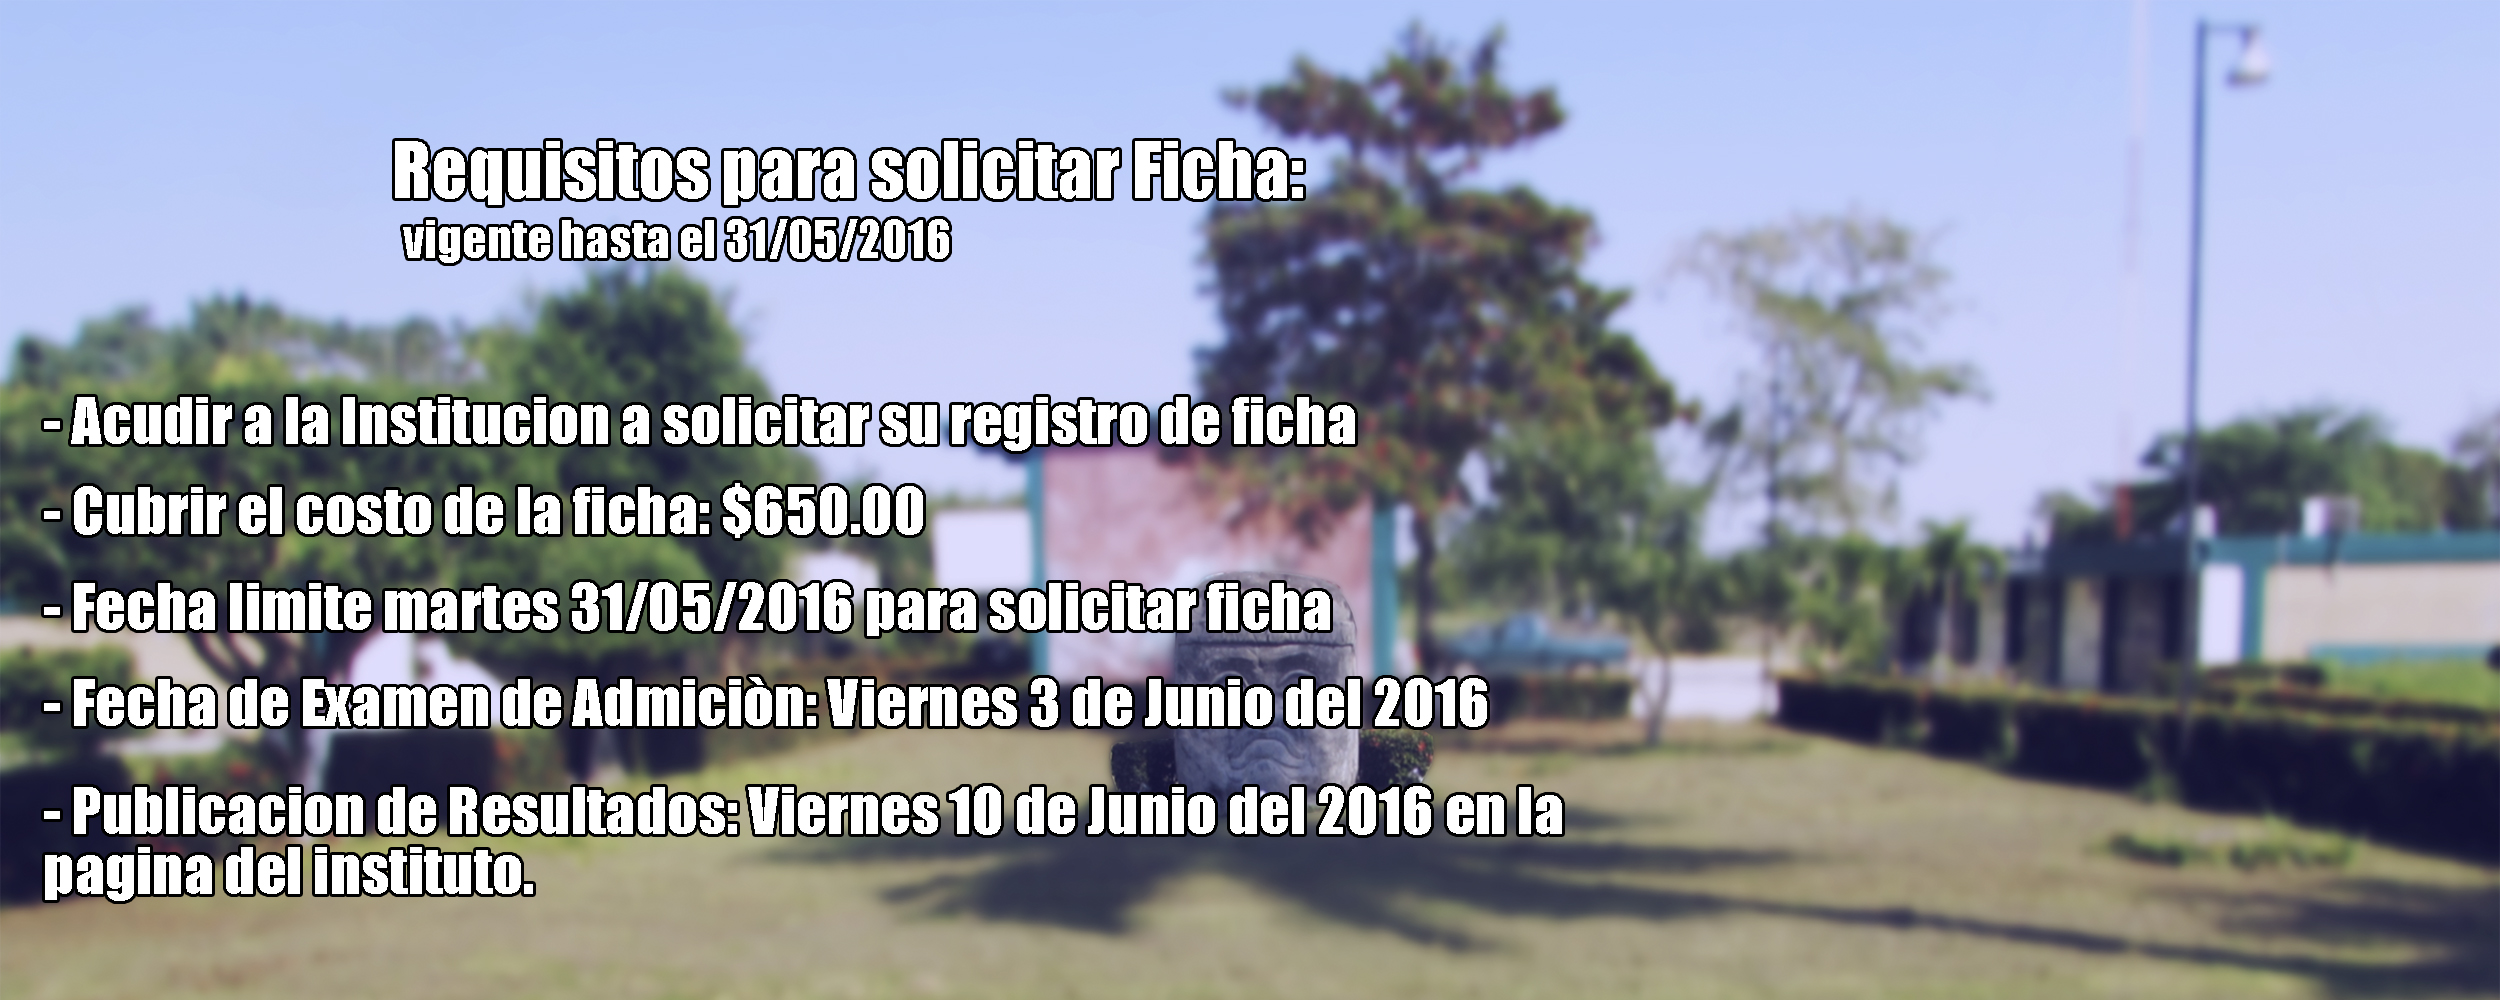 Requisitos para solicitar Ficha:
vigente hasta el 31/05/2016
- Acudir a la Institucion a solicitar su registro de ficha
- Cubrir el costo de la ficha: $650.00
- Fecha limite martes 31/05/2016 para solicitar ficha
- Fecha de Examen de Admiciòn: Viernes 3 de Junio del 2016
- Publicacion de Resultados: Viernes 10 de Junio del 2016 en la
pagina del instituto.